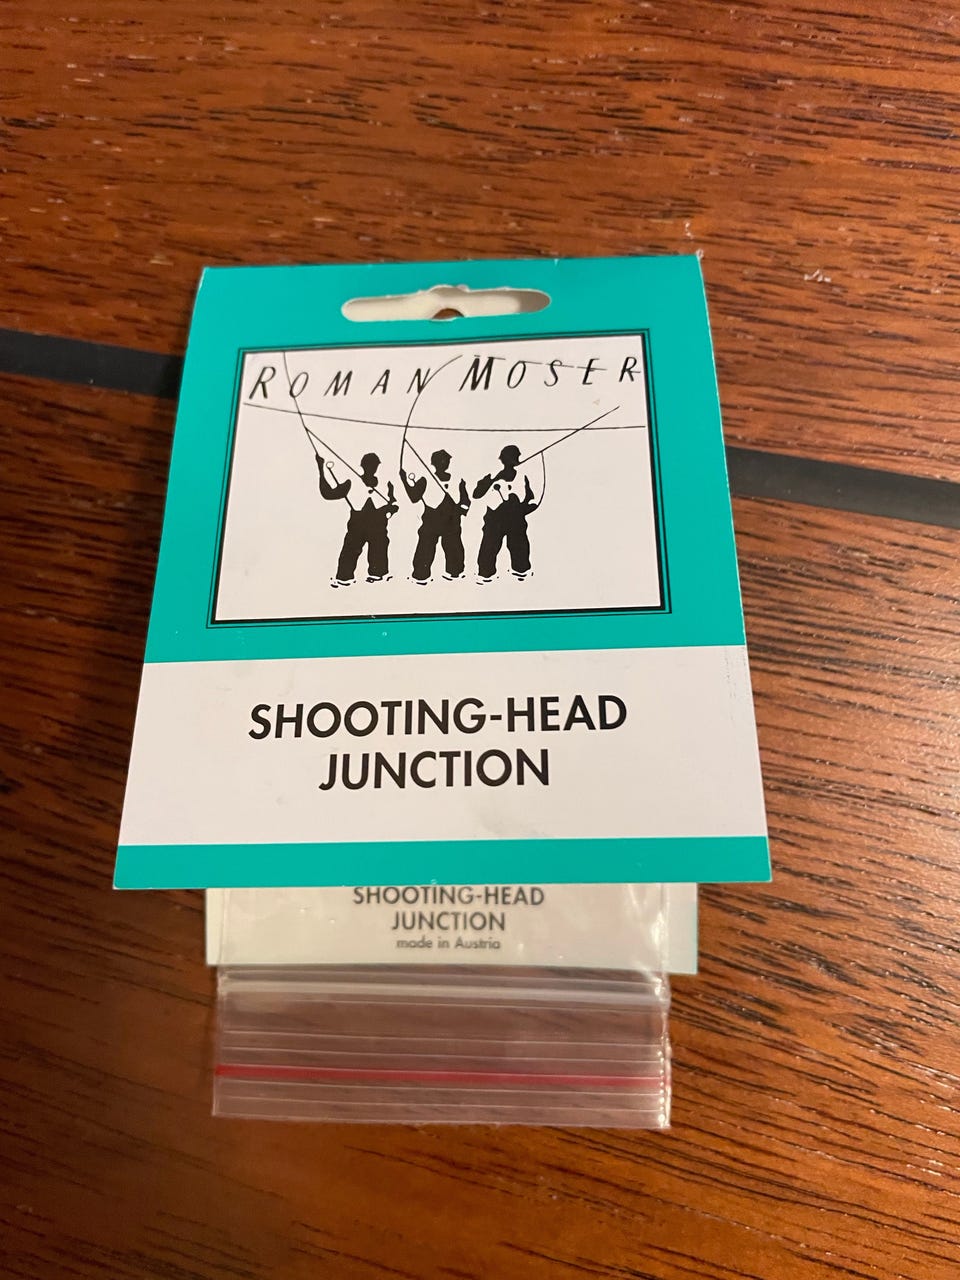 ROMAN MOSER
SHOOTING-HEAD
JUNCTION
SHOOTING-HEAD
JUNCTION
made in Austria